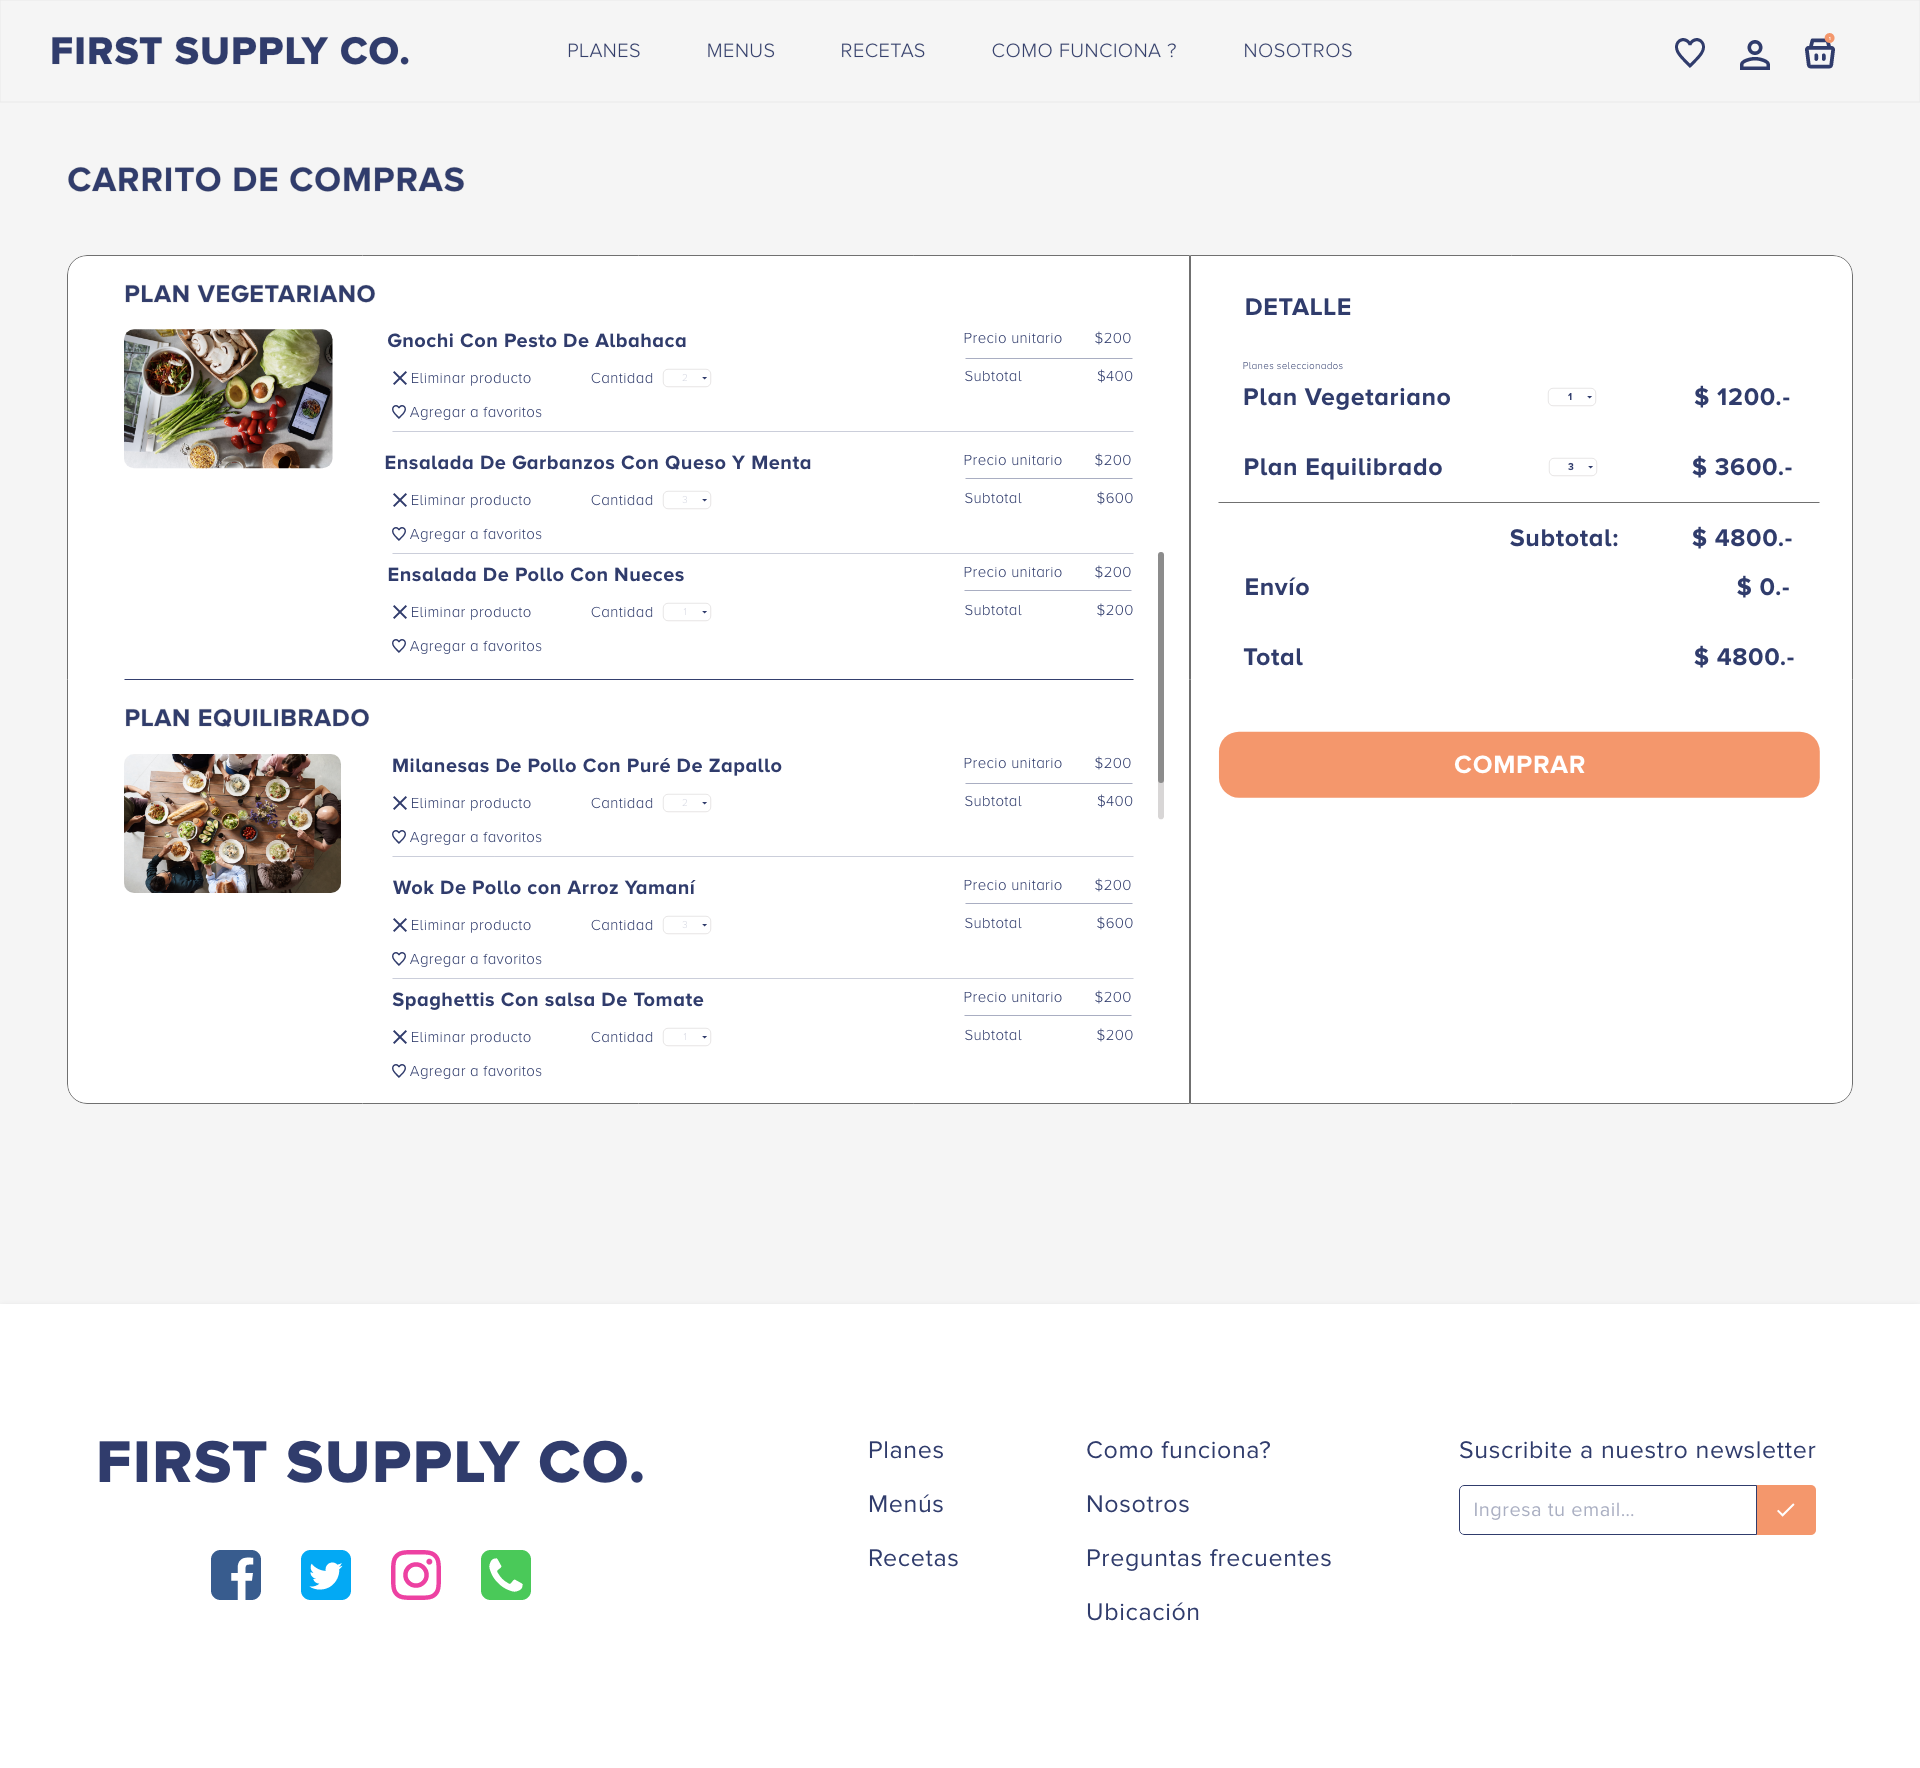 FIRST SUPPLY CO.
PLANES MENUS RECETAS COMO FUNCIONA ? NOSOTROS
CARRITO DE COMPRAS
PLAN VEGETARIANO
Gnochi Con Pesto De Albahaca
Precio unitario $200
Eliminar producto Cantidad 2
Subtotal $400
Agregar a favoritos
Ensalada De Garbanzos Con Queso Y Menta
Precio unitario $200
Eliminar producto Cantidad 3
Subtotal $600
Agregar a favoritos
Ensalada De Pollo Con Nueces
Precio unitario $200
Eliminar producto Cantidad 1
Subtotal $200
Agregar a favoritos
PLAN EQUILIBRADO
Milanesas De Pollo Con Puré De Zapallo
Precio unitario $200
Eliminar producto Cantidad 2
Subtotal $400
Agregar a favoritos
Wok De Pollo con Arroz Yamaní
Precio unitario $200
Eliminar producto Cantidad 3
Subtotal $600
Agregar a favoritos
Spaghettis Con salsa De Tomate
Precio unitario $200
Eliminar producto Cantidad 1
Subtotal $200
Agregar a favoritos
DETALLE
Planes seleccionados
Plan Vegetariano 1 $ 1200.-
Plan Equilibrado 3 $ 3600.-
Subtotal: $ 4800.-
Envío $ 0.-
Total $ 4800.-
COMPRAR
FIRST SUPPLY CO.
Planes
Menús
Recetas
Como funciona?
Nosotros
Preguntas frecuentes
Ubicación
Suscribite a nuestro newsletter
Ingresa tu email...